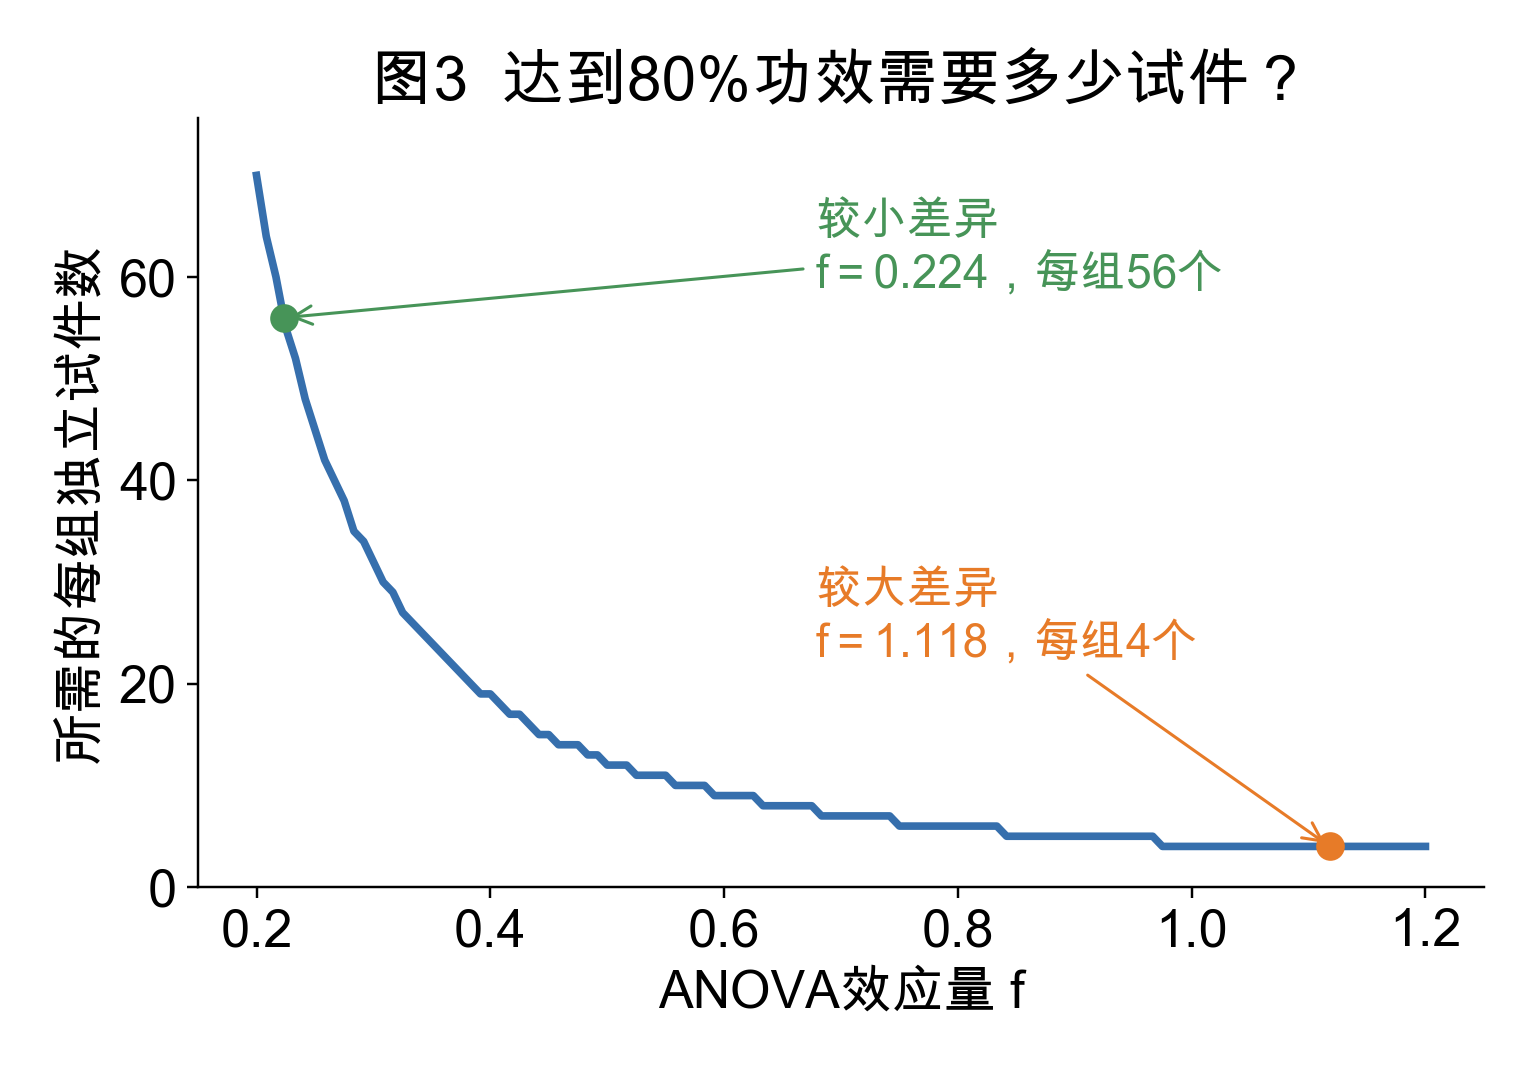 图3  达到80%功效需要多少试件？
所需的每组独立试件数
60
40
20
0
较小差异
f = 0.224，每组56个
较大差异
f = 1.118，每组4个
0.2 0.4 0.6 0.8 1.0 1.2
ANOVA效应量 f